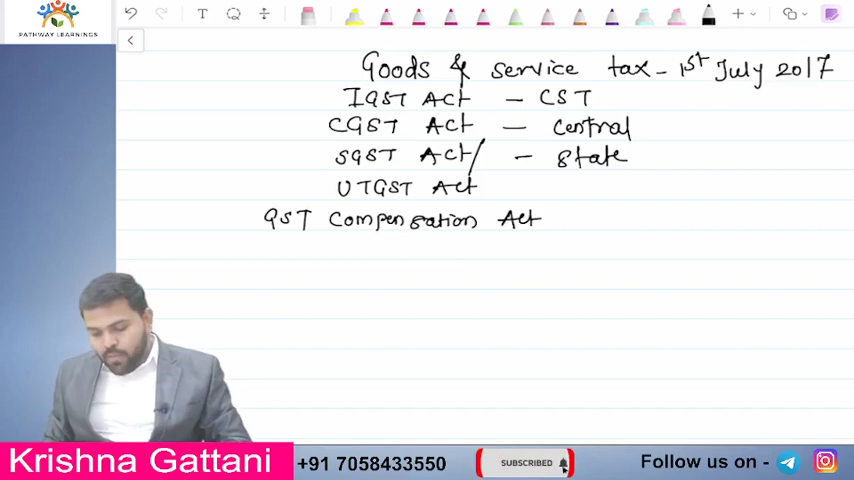 PATHWAY LEARNINGS
Goods & service tax - 1st July 2017
IGST Act - CST
CGST Act - Central
SGST Act/ - State
UTGST Act
GST Compensation Act
Krishna Gattani
+91 7058433550
SUBSCRIBED
Follow us on -